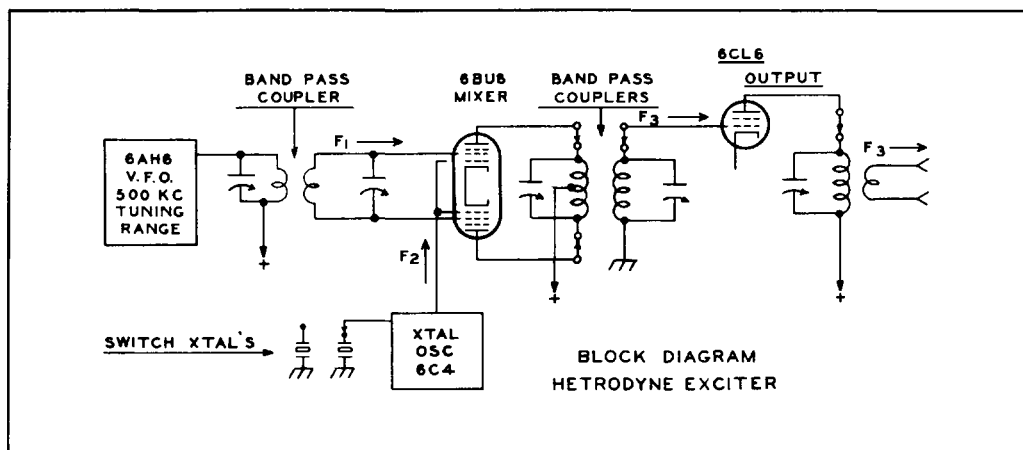 6CL6
OUTPUT
BAND PASS
COUPLER
6BU6
MIXER
BAND PASS
COUPLERS
F1
F3
F3
6AH6
V.F.O.
500 KC
TUNING
RANGE
+
F2
+
+
SWITCH XTAL'S
XTAL
OSC
6C4
BLOCK DIAGRAM
HETRODYNE EXCITER